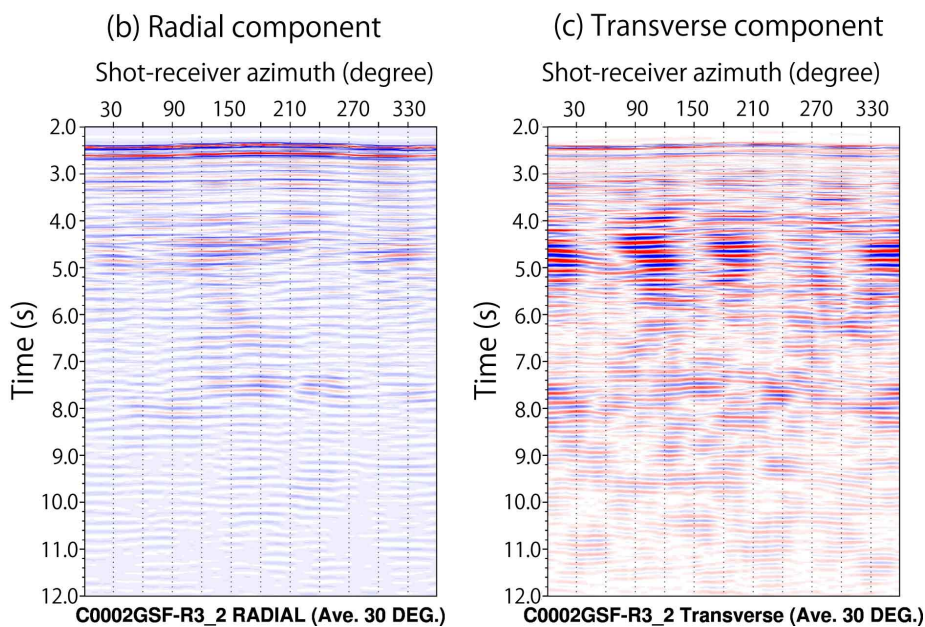 (b) Radial component
Shot-receiver azimuth (degree)
30 90 150 210 270 330
Time (s)
2.0
3.0
4.0
5.0
6.0
7.0
8.0
9.0
10.0
11.0
12.0
C0002GSF-R3_2 RADIAL (Ave. 30 DEG.)
(c) Transverse component
Shot-receiver azimuth (degree)
30 90 150 210 270 330
Time (s)
2.0
3.0
4.0
5.0
6.0
7.0
8.0
9.0
10.0
11.0
12.0
C0002GSF-R3_2 Transverse (Ave. 30 DEG.)